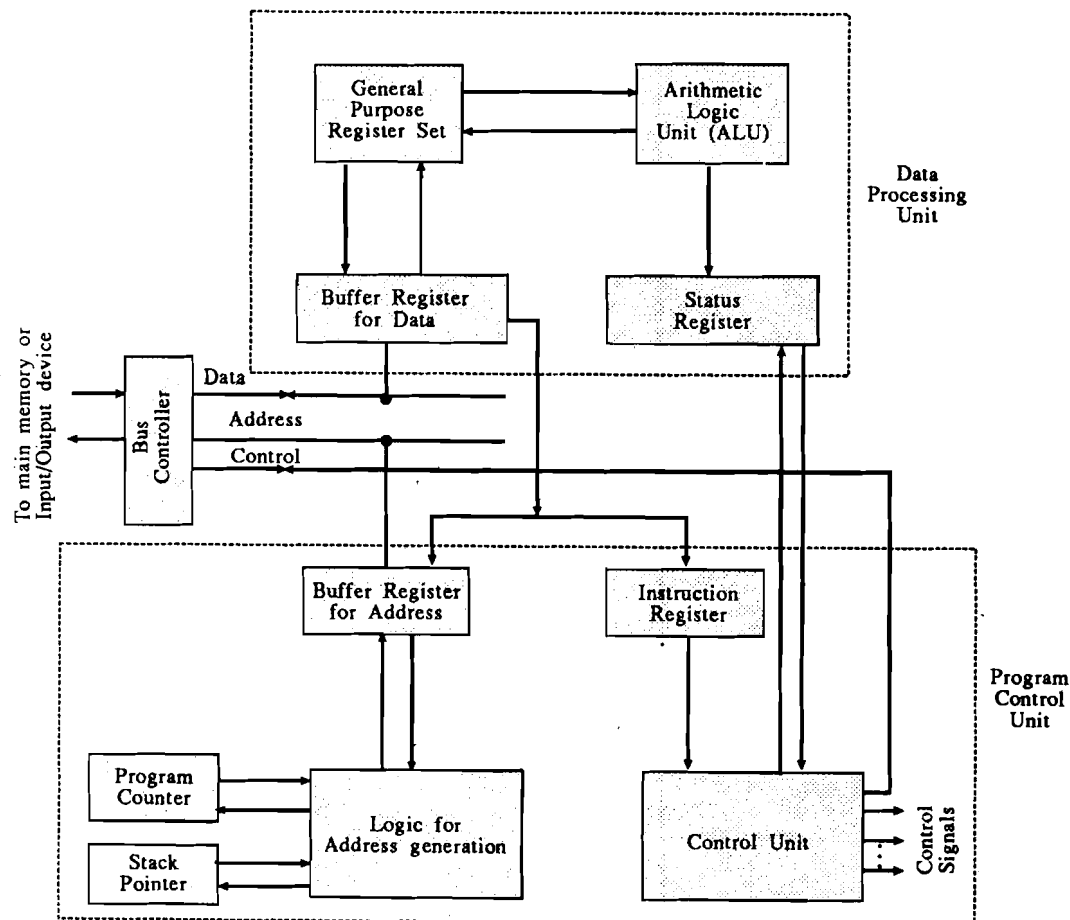 General
Purpose
Register Set
Arithmetic
Logic
Unit (ALU)
Data
Processing
Unit
Buffer Register
for Data
Status
Register
To main memory or
Input/Output device
Bus
Controller
Data
Address
Control
Buffer Register
for Address
Instruction
Register
Program
Control
Unit
Program
Counter
Logic for
Address generation
Stack
Pointer
Control Unit
Control
Signals